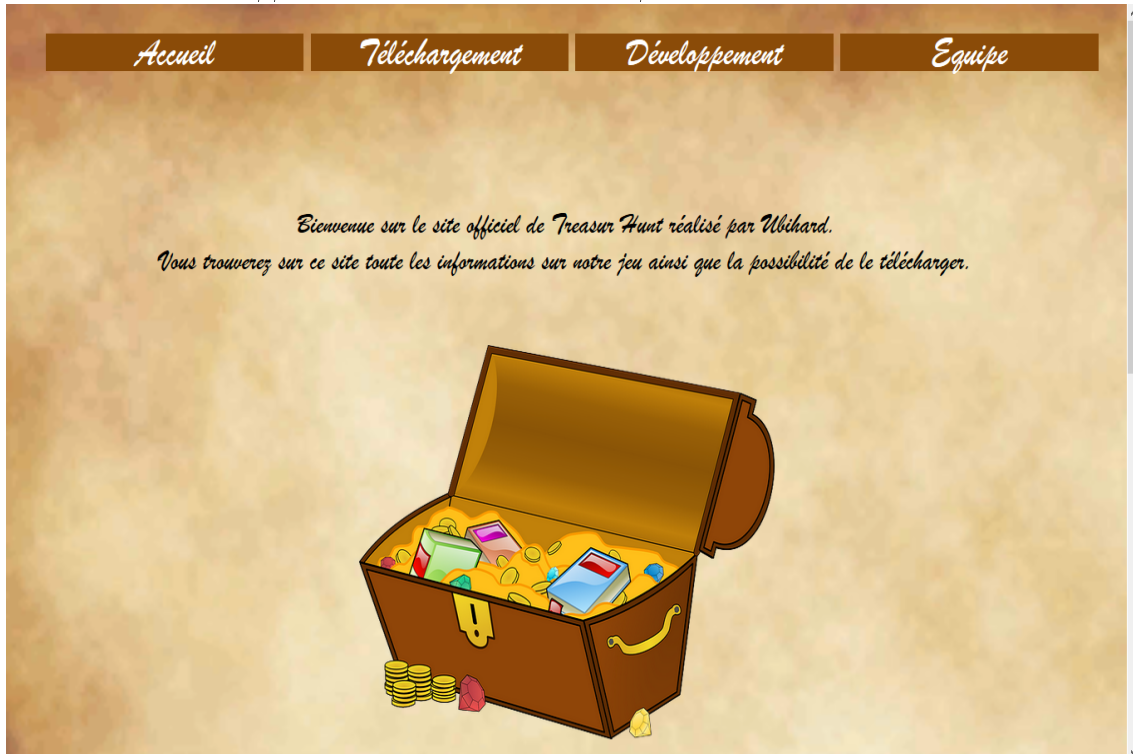 Accueil Téléchargement Développement Equipe
Bienvenue sur le site officiel de Treasur Hunt réalisé par Ubihard.
Vous trouverez sur ce site toute les informations sur notre jeu ainsi que la possibilité de le télécharger.